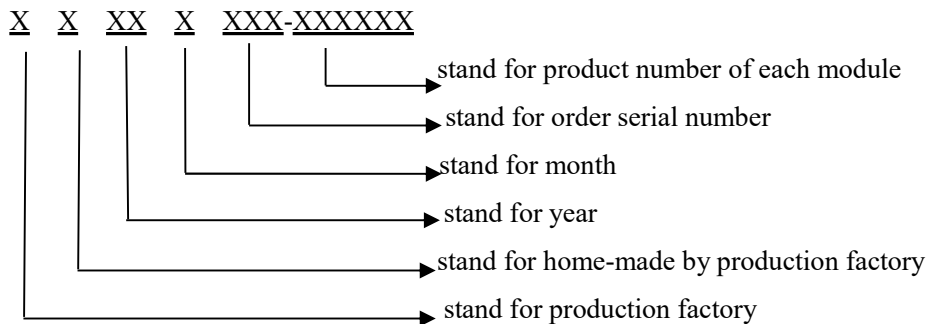 X X XX X XXX-XXXXXX
stand for product number of each module
stand for order serial number
stand for month
stand for year
stand for home-made by production factory
stand for production factory